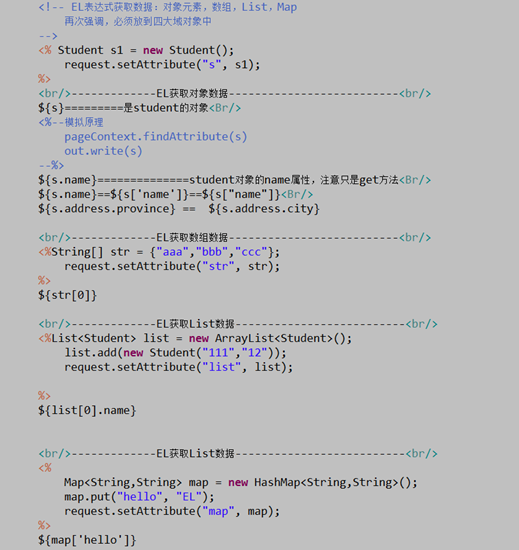 <!-- EL表达式获取数据：对象元素，数组，List，Map
再次强调，必须放到四大域对象中
-->
<% Student s1 = new Student();
request.setAttribute("s", s1);
%>
<br/>-------------EL获取对象数据--------------------------<br/>
${s}=========是student的对象<Br/>
<%--模拟原理
pageContext.findAttribute(s)
out.write(s)
--%>
${s.name}==============student对象的name属性，注意只是get方法<Br/>
${s.name}==${s['name']}==${s["name"]}<Br/>
${s.address.province} ==  ${s.address.city}
<br/>-------------EL获取数组数据--------------------------<br/>
<%String[] str = {"aaa","bbb","ccc"};
request.setAttribute("str", str);
%>
${str[0]}
<br/>-------------EL获取List数据--------------------------<br/>
<%List<Student> list = new ArrayList<Student>();
list.add(new Student("111","12"));
request.setAttribute("list", list);
%>
${list[0].name}
<br/>-------------EL获取List数据--------------------------<br/>
<%
Map<String,String> map = new HashMap<String,String>();
map.put("hello", "EL");
request.setAttribute("map", map);
%>
${map['hello']}